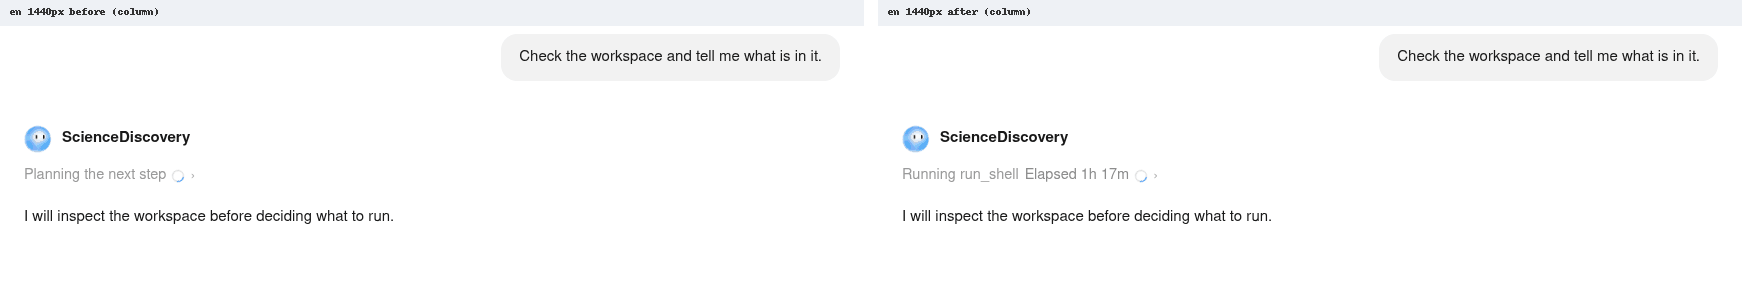 en 1440px before (column)
Check the workspace and tell me what is in it.
ScienceDiscovery
Planning the next step ›
I will inspect the workspace before deciding what to run.
en 1440px after (column)
Check the workspace and tell me what is in it.
ScienceDiscovery
Running run_shell Elapsed 1h 17m ›
I will inspect the workspace before deciding what to run.